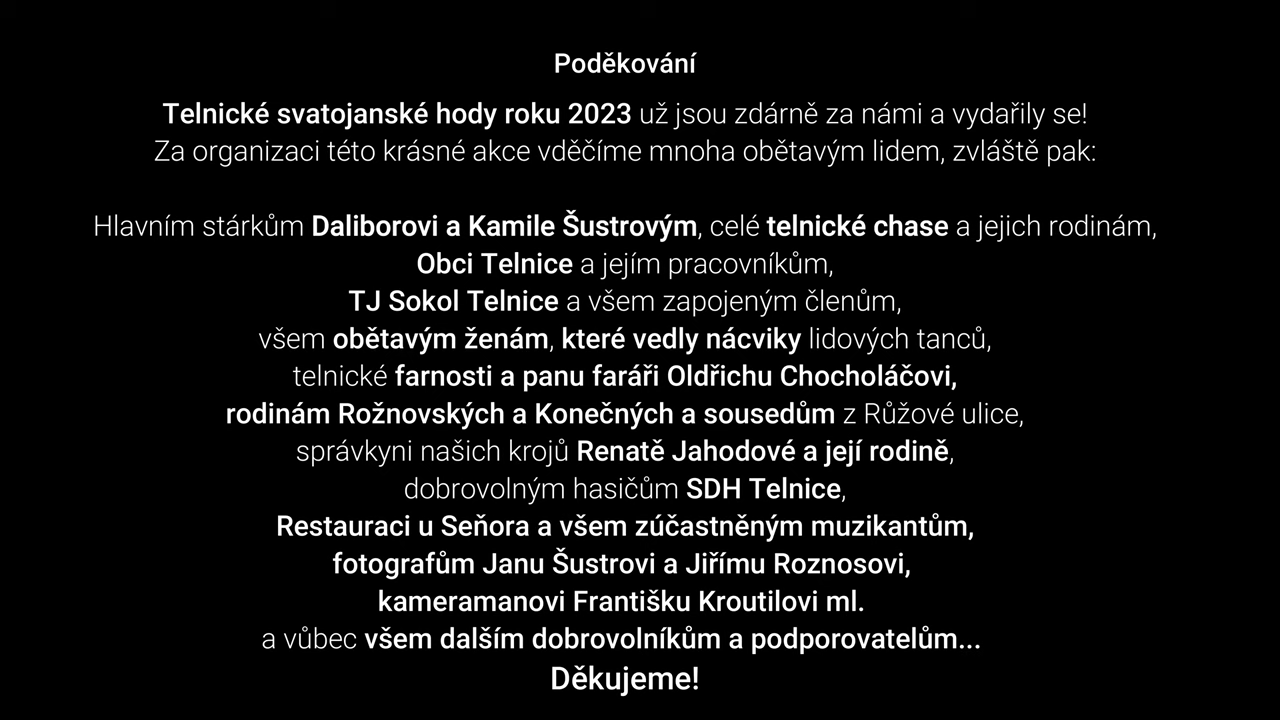 Poděkování
Telnické svatojanské hody roku 2023 už jsou zdárně za námi a vydařily se!
Za organizaci této krásné akce vděčíme mnoha obětavým lidem, zvláště pak:
Hlavním stárkům Daliborovi a Kamile Šustrovým, celé telnické chase a jejich rodinám,
Obci Telnice a jejím pracovníkům,
TJ Sokol Telnice a všem zapojeným členům,
všem obětavým ženám, které vedly nácviky lidových tanců,
telnické farnosti a panu faráři Oldřichu Chocholáčovi,
rodinám Rožnovských a Konečných a sousedům z Růžové ulice,
správkyni našich krojů Renatě Jahodové a její rodině,
dobrovolným hasičům SDH Telnice,
Restauraci u Seňora a všem zúčastněným muzikantům,
fotografům Janu Šustrovi a Jiřímu Roznosovi,
kameramanovi Františku Kroutilovi ml.
a vůbec všem dalším dobrovolníkům a podporovatelům...
Děkujeme!